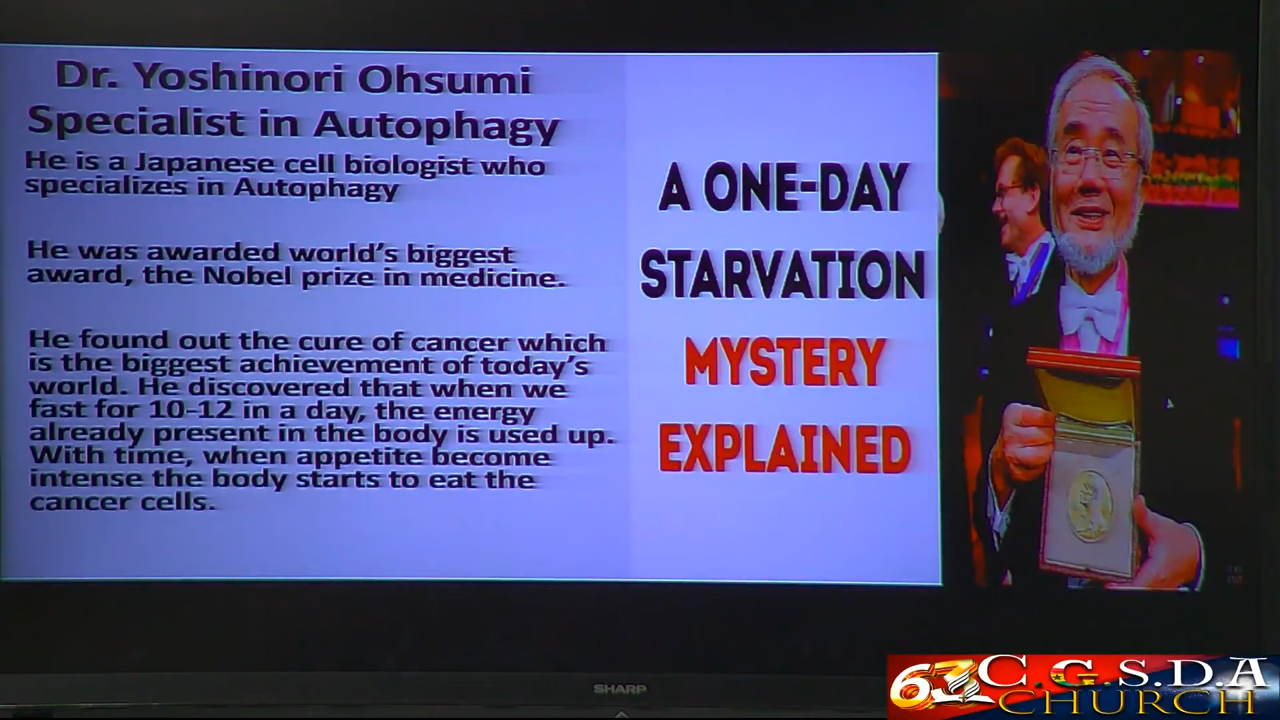 Dr. Yoshinori Ohsumi
Specialist in Autophagy
He is a Japanese cell biologist who
specializes in Autophagy
He was awarded world's biggest
award, the Nobel prize in medicine.
He found out the cure of cancer which
is the biggest achievement of today's
world. He discovered that when we
fast for 10-12 in a day, the energy
already present in the body is used up.
With time, when appetite become
intense the body starts to eat the
cancer cells.
A ONE-DAY
STARVATION
MYSTERY
EXPLAINED
SHARP
C.G.S.D.A
CHURCH